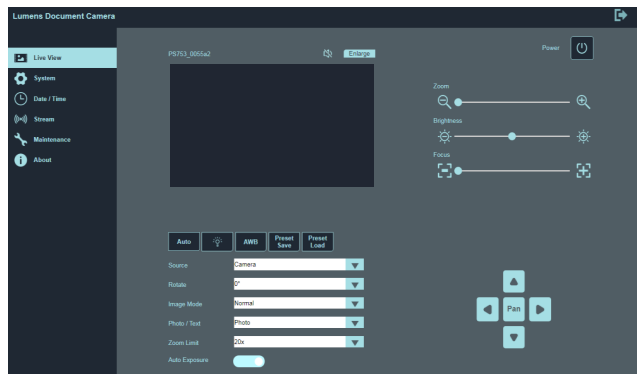 Lumens Document Camera
Live View
System
Date / Time
Stream
Maintenance
About
PS753_0055a2
Enlarge
Power
Zoom
Brightness
Focus
Auto
AWB
Preset
Save
Preset
Load
Source
Camera
Rotate
0°
Image Mode
Normal
Photo / Text
Photo
Zoom Limit
20x
Auto Exposure
Pan